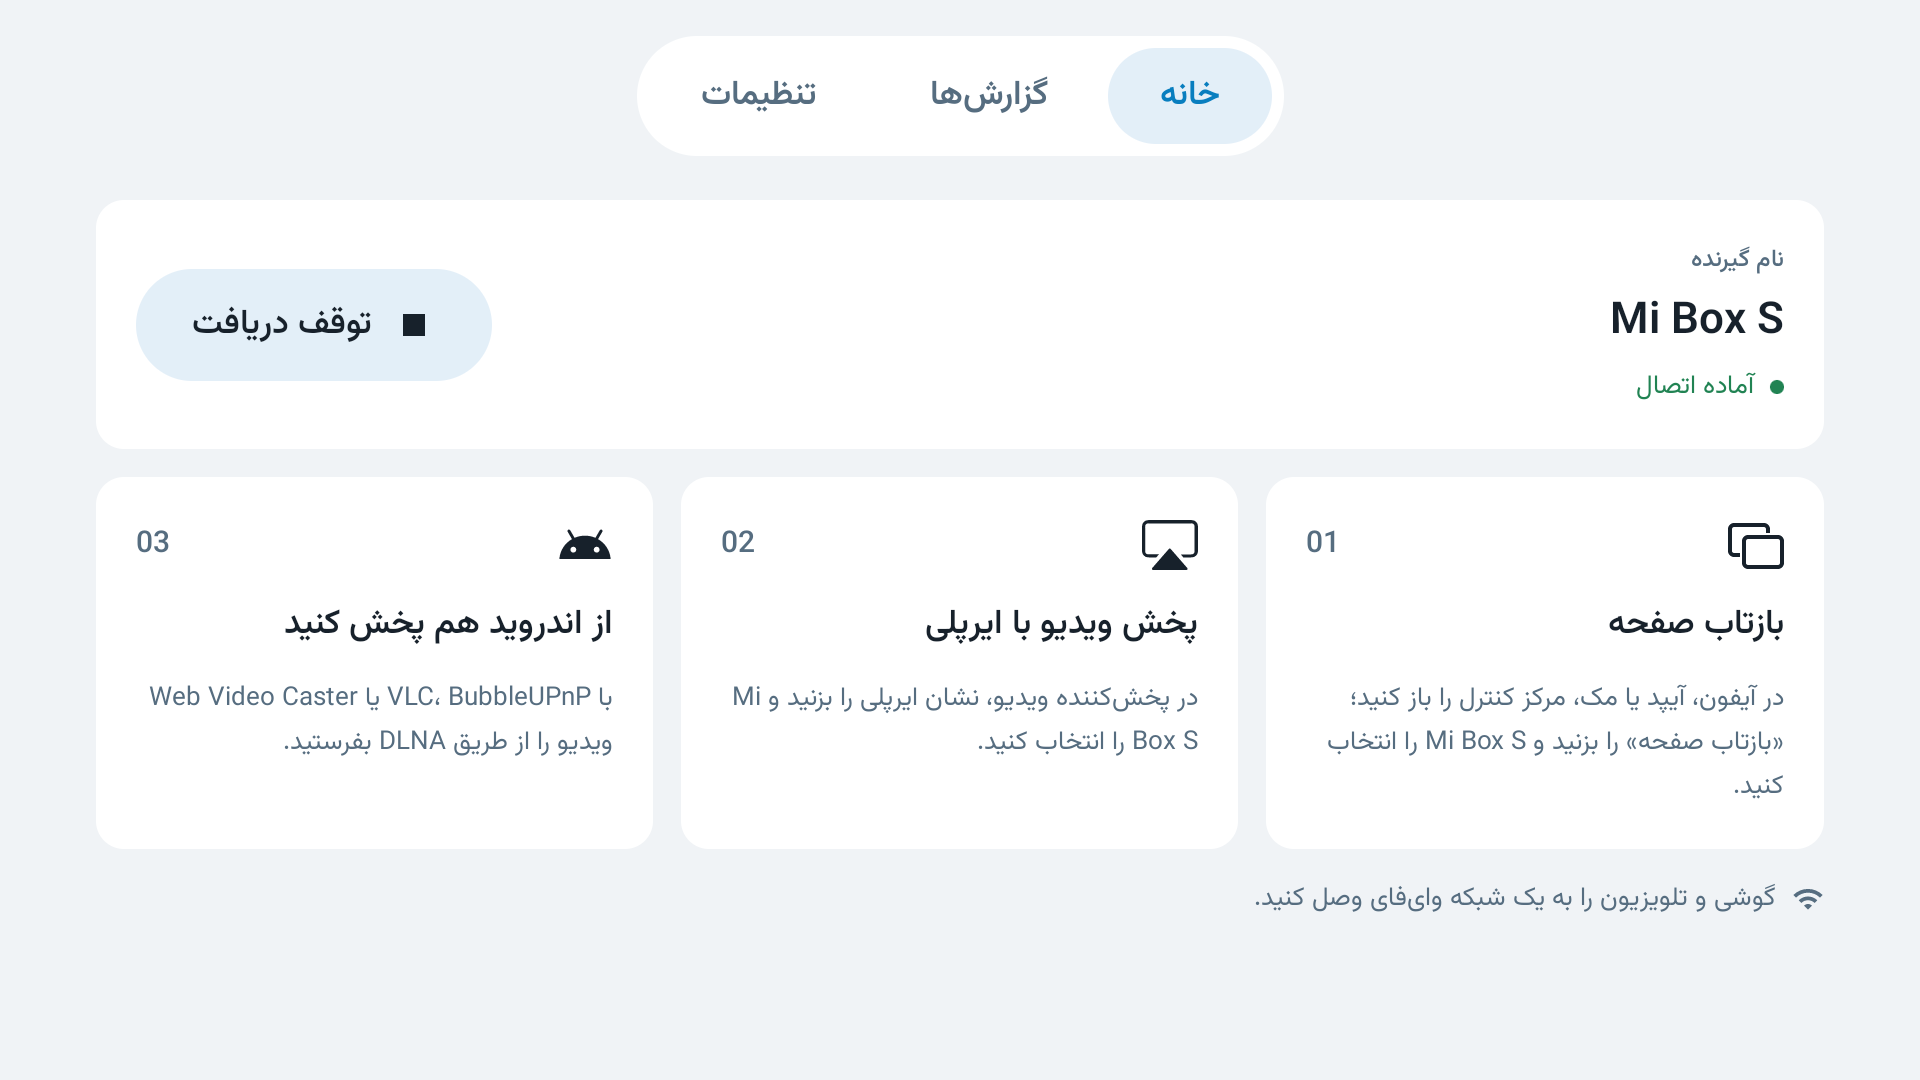 خانه
گزارش‌ها
تنظیمات
نام گیرنده
Mi Box S
آماده اتصال
توقف دریافت
01
بازتاب صفحه
در آیفون، آیپد یا مک، مرکز کنترل را باز کنید؛
«بازتاب صفحه» را بزنید و Mi Box S را انتخاب
کنید.
02
پخش ویدیو با ایرپلی
در پخش‌کننده ویدیو، نشان ایرپلی را بزنید و Mi
Box S را انتخاب کنید.
03
از اندروید هم پخش کنید
با VLC، BubbleUPnP یا Web Video Caster
ویدیو را از طریق DLNA بفرستید.
گوشی و تلویزیون را به یک شبکه وای‌فای وصل کنید.